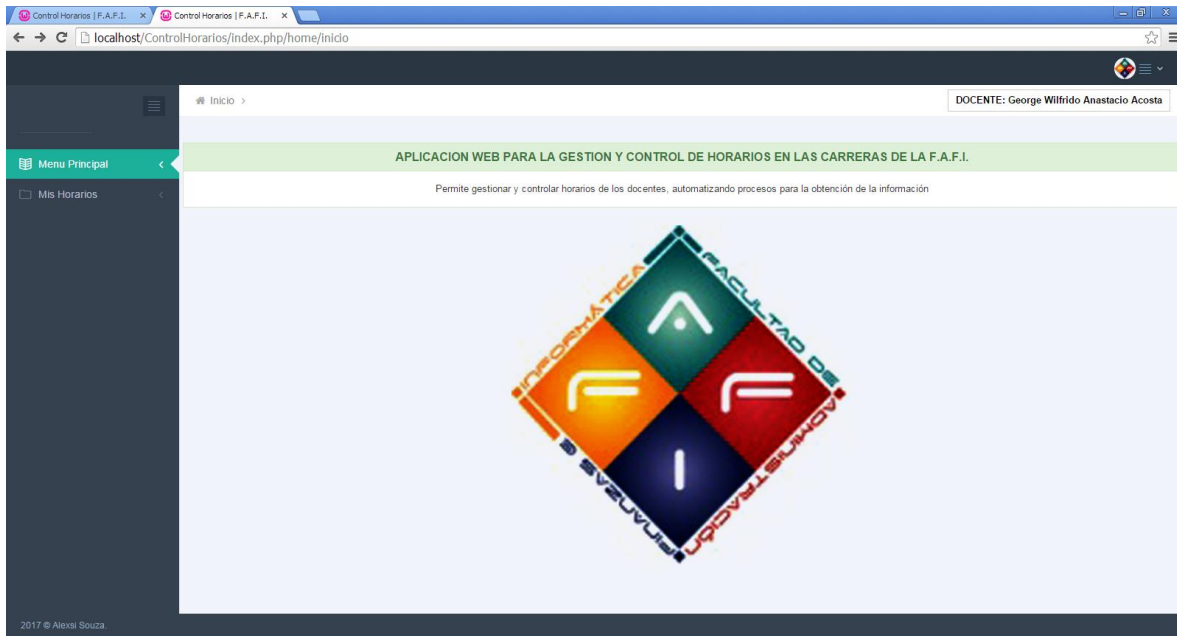 Control Horarios | F.A.F.I.
Control Horarios | F.A.F.I.
localhost/ControlHorarios/index.php/home/inicio
Inicio >
DOCENTE: George Wilfrido Anastacio Acosta
Menu Principal
Mis Horarios
APLICACION WEB PARA LA GESTION Y CONTROL DE HORARIOS EN LAS CARRERAS DE LA F.A.F.I.
Permite gestionar y controlar horarios de los docentes, automatizando procesos para la obtención de la información
FACULTAD DE
ADMINISTRACIÓN
FINANZAS E
INFORMÁTICA
A
F F
I
2017 © Alexsi Souza.